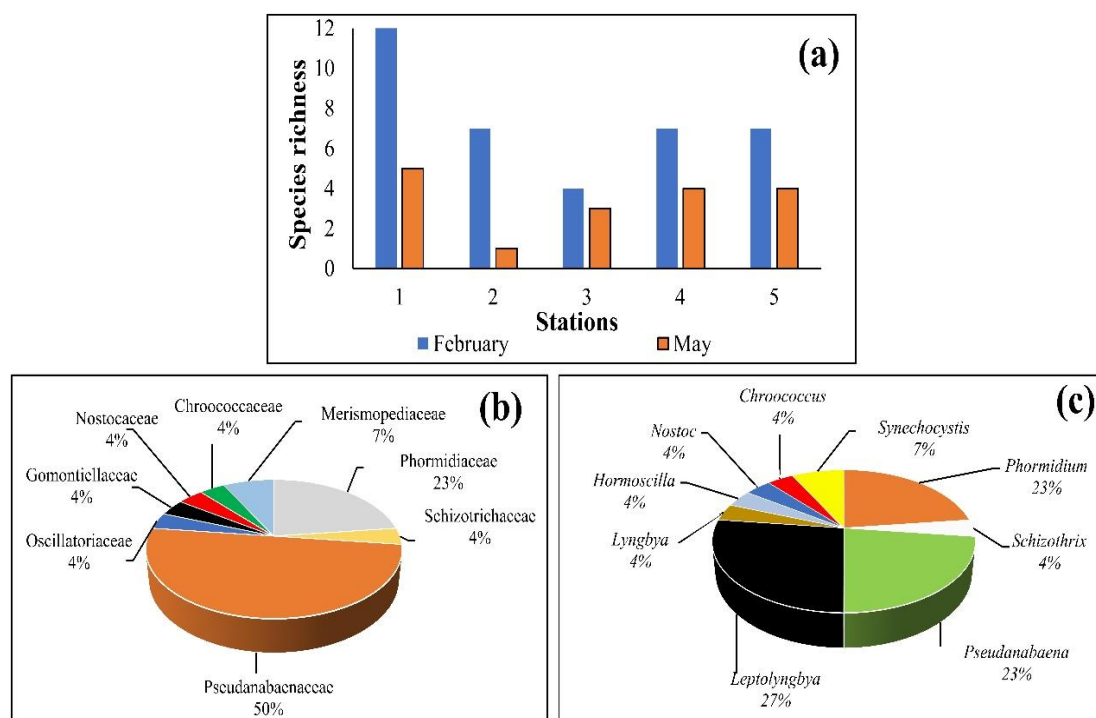 (a)
Species richness
12
10
8
6
4
2
0
1 2 3 4 5
Stations
February May
(b)
Chroococcaceae
4%
Merismopediaceae
7%
Nostocaceae
4%
Phormidiaceae
23%
Gomontiellaceae
4%
Schizotrichaceae
4%
Oscillatoriaceae
4%
Pseudanabaenaceae
50%
(c)
Chroococcus
4%
Synechocystis
7%
Nostoc
4%
Phormidium
23%
Hormoscilla
4%
Schizothrix
4%
Lyngbya
4%
Pseudanabaena
23%
Leptolyngbya
27%